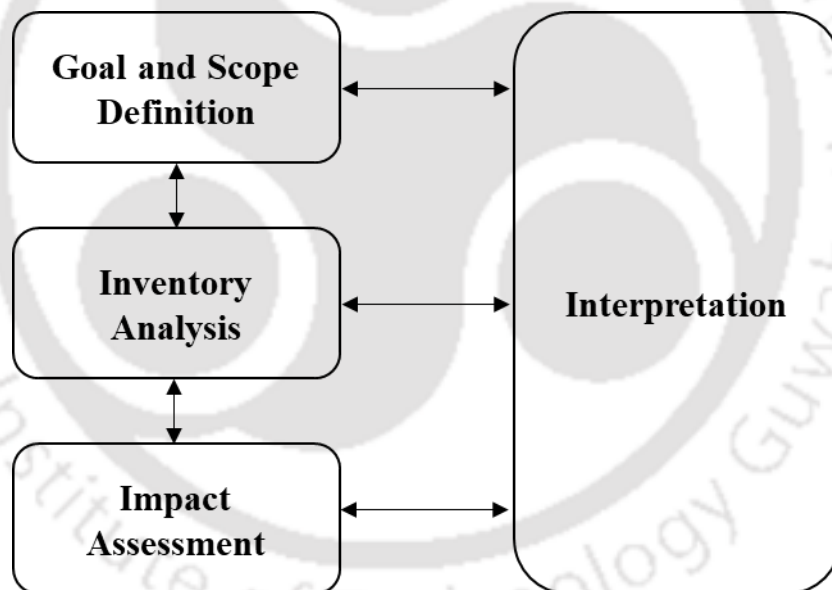 Goal and Scope
Definition
Inventory
Analysis
Interpretation
Impact
Assessment